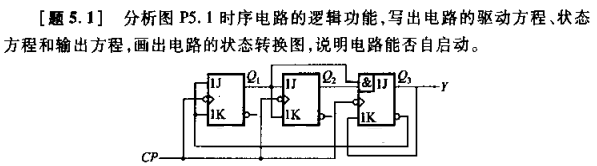 [题 5.1] 分析图 P5.1 时序电路的逻辑功能,写出电路的驱动方程、状态
方程和输出方程,画出电路的状态转换图,说明电路能否自启动。
1J Q₁ 1J Q₂ & 1J Q₃ Y
1K 1K 1K
CP